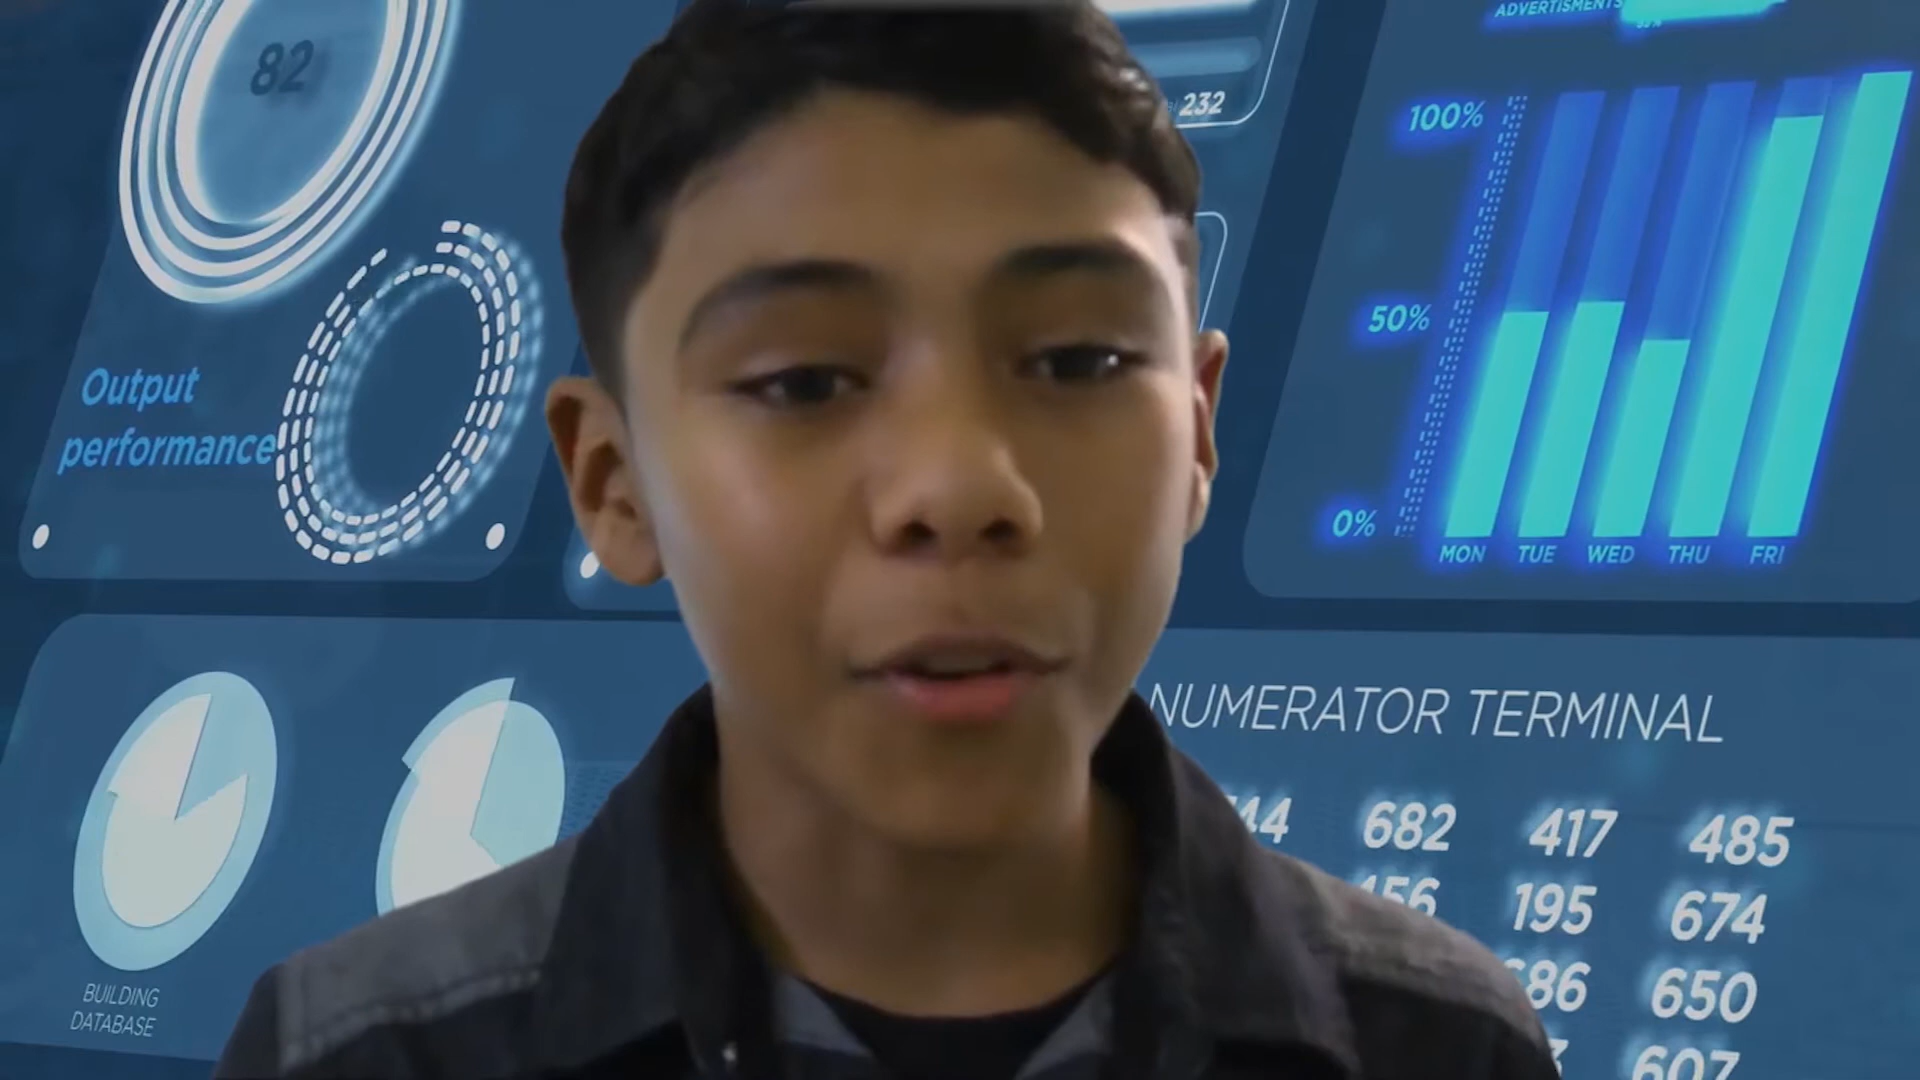 82
Output
performance
BUILDING
DATABASE
232
ADVERTISMENTS
100%
50%
0%
MON TUE WED THU FRI
NUMERATOR TERMINAL
682 417 485
195 674
650
607